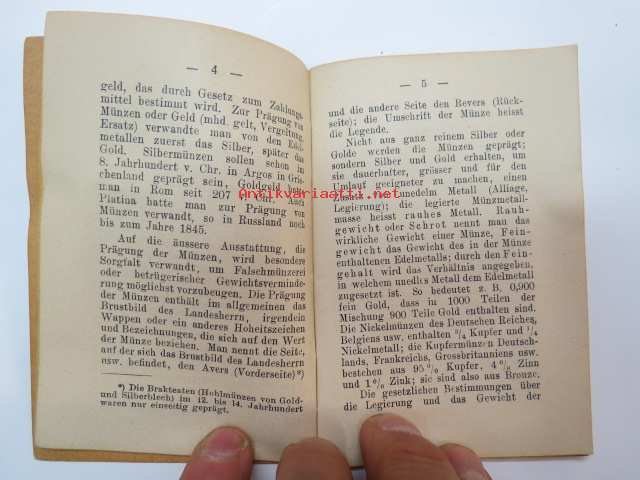 — 4 —
geld, das durch Gesetz zum Zahlungs-
mittel bestimmt wird. Zur Prägung von
Münzen oder Geld (mhd. gelt, Vergeltung,
Ersatz) verwandte man von den Edel-
metallen zuerst das Silber, später das
Gold. Silbermünzen sollen schon im
8. Jahrhundert v. Chr. in Argos in Grie-
chenland geprägt sein, Goldgeld
man in Rom seit 207 v. Chr. Auch
Platina hatte man zur Prägung von
Münzen verwandt, so in Russland noch
bis zum Jahre 1845.
Auf die äussere Ausstattung, die
Prägung der Münzen, wird besondere
Sorgfalt verwandt, um Falschmünzerei
oder betrügerischer Gewichtsverminde-
rung möglichst vorzubeugen. Die Prägung
der Münzen enthält im allgemeinen das
Brustbild des Landesherrn, irgendein
Wappen oder ein anderes Hoheitszeichen
und Bezeichnungen, die sich auf den Wert
der Münze beziehen. Man nennt die Seite,
auf der sich das Brustbild des Landesherrn
usw. befindet, den Avers (Vorderseite)*)
*) Die Brakteaten (Hohlmünzen von Gold-
und Silberblech) im 12. bis 14. Jahrhundert
waren nur einseitig geprägt.
— 5 —
und die andere Seite den Revers (Rück-
seite); die Umschrift der Münze heisst
die Legende.
Nicht aus ganz reinem Silber oder
Golde werden die Münzen geprägt;
sondern Silber und Gold erhalten, um
sie dauerhafter, grösser und für den
Umlauf geeigneter zu machen, einen
Zusatz von unedelm Metall (Alliage,
Legierung); die legierte Münzmetall-
masse heisst rauhes Metall. Rauh-
gewicht oder Schrot nennt man das
wirkliche Gewicht einer Münze, Fein-
gewicht das Gewicht des in der Münze
enthaltenen Edelmetalls; durch den Fein-
gehalt wird das Verhältnis angegeben,
in welchem unedles Metall dem Edelmetall
zugesetzt ist. So bedeutet z. B. 0,900
fein Gold, dass in 1000 Teilen der
Mischung 900 Teile Gold enthalten sind.
Die Nickelmünzen des Deutschen Reiches,
Belgiens usw. enthalten ³/₄ Kupfer und ¹/₄
Nickelmetall; die Kupfermünzen Deutsch-
lands, Frankreichs, Grossbritanniens usw.
bestehen aus 95 % Kupfer, 4 % Zinn
und 1 % Zink; sie sind also aus Bronze.
Die gesetzlichen Bestimmungen über
die Legierung und das Gewicht der
Antikvariaatti.net